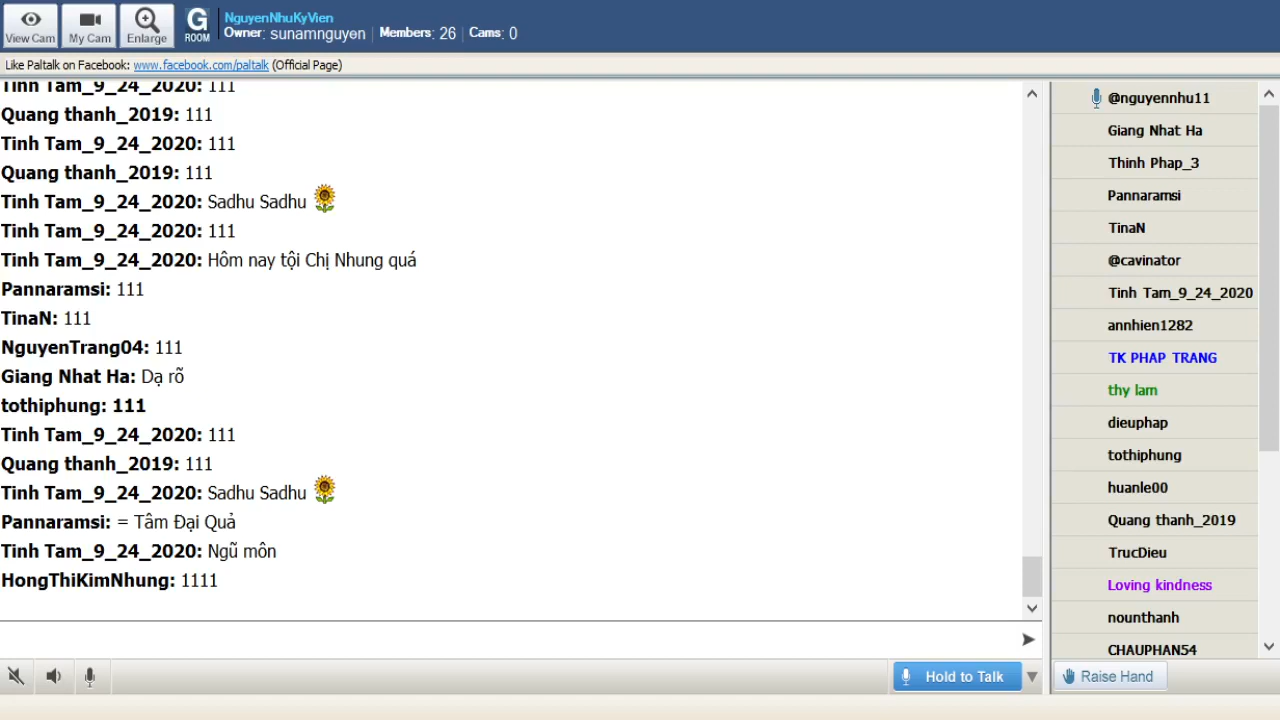 View Cam
My Cam
Enlarge
G
ROOM
NguyenNhuKyVien
Owner: sunamnguyen | Members: 26 | Cams: 0
Like Paltalk on Facebook: www.facebook.com/paltalk (Official Page)
Tinh Tam_9_24_2020: 111
Quang thanh_2019: 111
Tinh Tam_9_24_2020: 111
Quang thanh_2019: 111
Tinh Tam_9_24_2020: Sadhu Sadhu
Tinh Tam_9_24_2020: 111
Tinh Tam_9_24_2020: Hôm nay tội Chị Nhung quá
Pannaramsi: 111
TinaN: 111
NguyenTrang04: 111
Giang Nhat Ha: Dạ rõ
tothiphung: 111
Tinh Tam_9_24_2020: 111
Quang thanh_2019: 111
Tinh Tam_9_24_2020: Sadhu Sadhu
Pannaramsi: = Tâm Đại Quả
Tinh Tam_9_24_2020: Ngũ môn
HongThiKimNhung: 1111
@nguyennhu11
Giang Nhat Ha
Thinh Phap_3
Pannaramsi
TinaN
@cavinator
Tinh Tam_9_24_2020
annhien1282
TK PHAP TRANG
thy lam
dieuphap
tothiphung
huanle00
Quang thanh_2019
TrucDieu
Loving kindness
nounthanh
CHAUPHAN54
Hold to Talk
Raise Hand